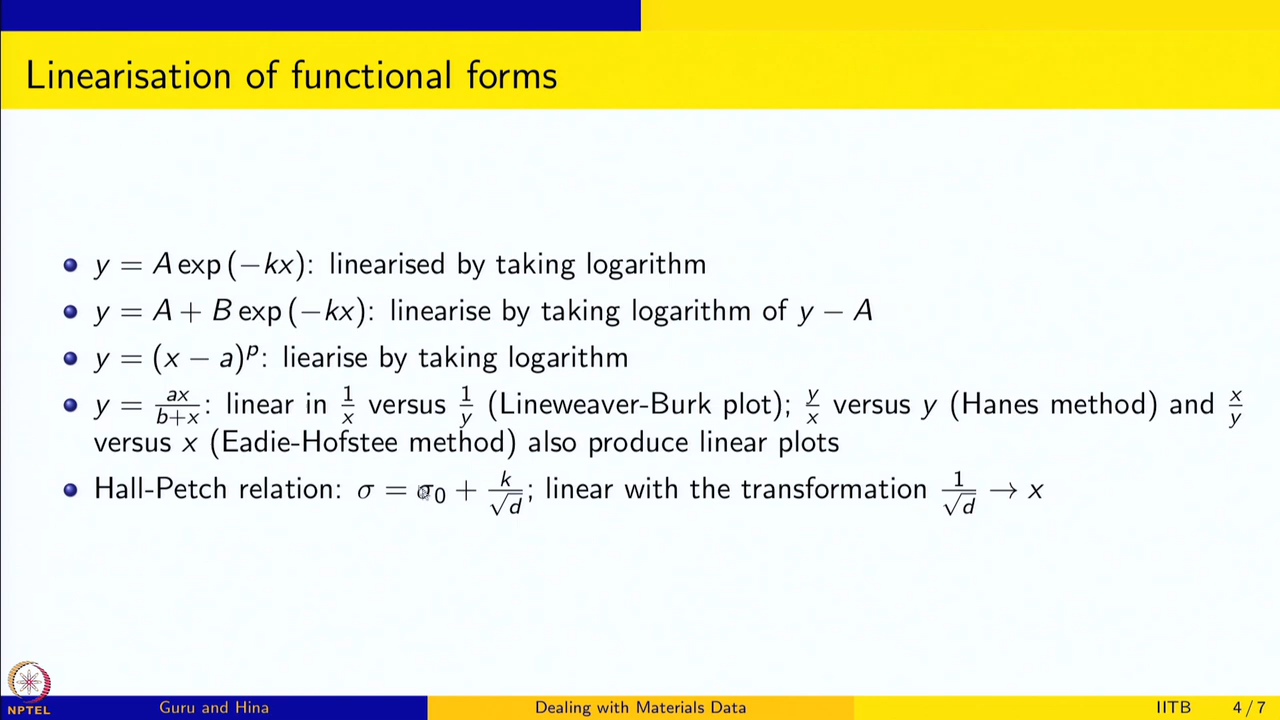 Linearisation of functional forms
y = A exp (−kx): linearised by taking logarithm
y = A + B exp (−kx): linearise by taking logarithm of y − A
y = (x − a)^p: liearise by taking logarithm
y = ax/(b+x): linear in 1/x versus 1/y (Lineweaver-Burk plot); y/x versus y (Hanes method) and x/y
versus x (Eadie-Hofstee method) also produce linear plots
Hall-Petch relation: σ = σ₀ + k/√d; linear with the transformation 1/√d → x
NPTEL
Guru and Hina
Dealing with Materials Data
IITB
4 / 7